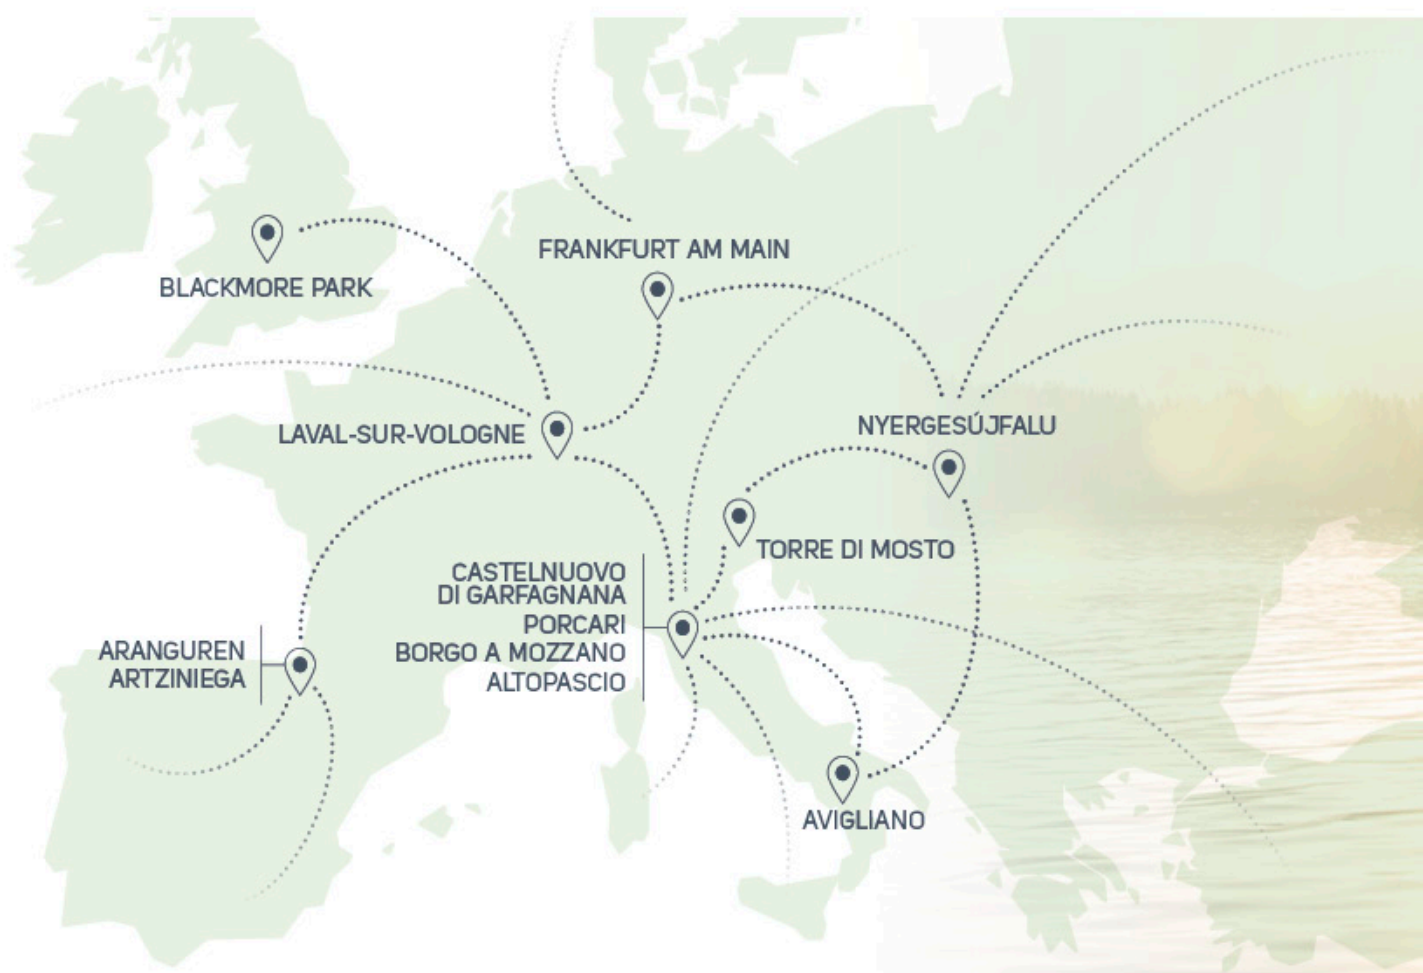 FRANKFURT AM MAIN
BLACKMORE PARK
LAVAL-SUR-VOLOGNE
NYERGESÚJFALU
TORRE DI MOSTO
CASTELNUOVO
DI GARFAGNANA
PORCARI
BORGO A MOZZANO
ALTOPASCIO
ARANGUREN
ARTZINIEGA
AVIGLIANO